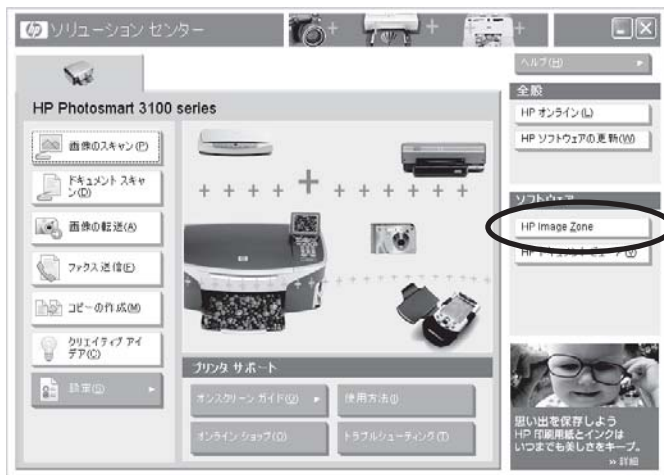 hp ソリューション センター
ヘルプ(H)
HP Photosmart 3100 series
画像のスキャン(P)
ドキュメント スキャ
ン(D)
画像の転送(A)
ファクス送信(E)
コピーの作成(M)
クリエイティブ アイ
デア(C)
設定(S)
プリンタ サポート
オンスクリーン ガイド(U)
使用方法(I)
オンライン ショップ(O)
トラブルシューティング(T)
全般
HP オンライン(L)
HP ソフトウェアの更新(W)
ソフトウェア
HP Image Zone
思い出を保存しよう
HP 印刷用紙とインクは
いつまでも美しさをキープ。
» 詳細